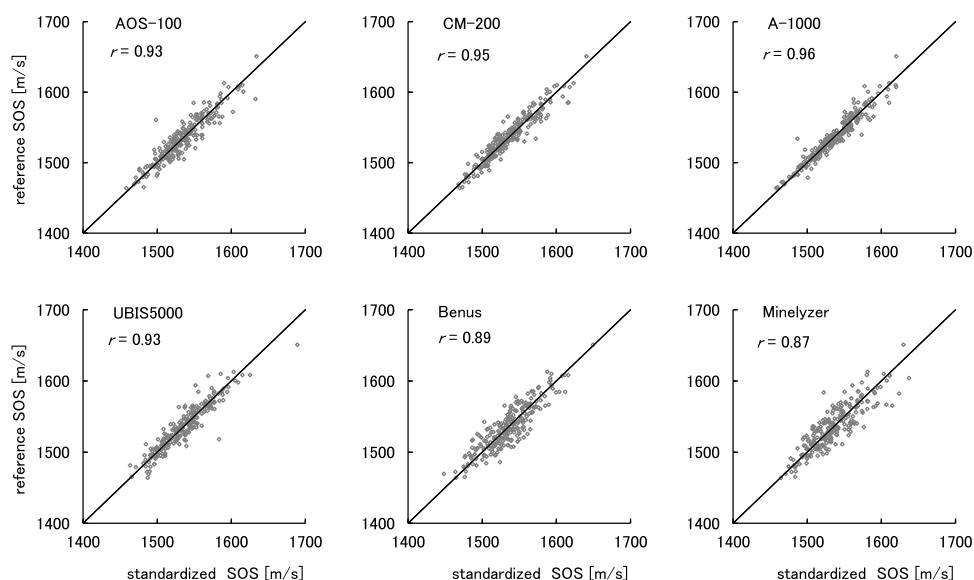 AOS-100
r = 0.93
reference SOS [m/s]
1700
1600
1500
1400
1400 1500 1600 1700
CM-200
r = 0.95
1700
1600
1500
1400
1400 1500 1600 1700
A-1000
r = 0.96
1700
1600
1500
1400
1400 1500 1600 1700
UBIS5000
r = 0.93
reference SOS [m/s]
1700
1600
1500
1400
1400 1500 1600 1700
standardized SOS [m/s]
Benus
r = 0.89
1700
1600
1500
1400
1400 1500 1600 1700
standardized SOS [m/s]
Minelyzer
r = 0.87
1700
1600
1500
1400
1400 1500 1600 1700
standardized SOS [m/s]